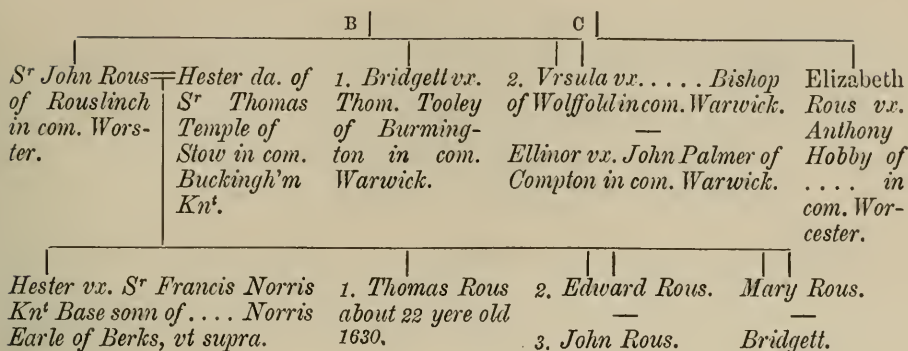 B C
Sʳ John Rous
of Rouslinch
in com. Wors-
ter.
Hester da. of
Sʳ Thomas
Temple of
Stow in com.
Buckingh'm
Knᵗ.
1. Bridgett vx.
Thom. Tooley
of Burming-
ton in com.
Warwick.
2. Vrsula vx. . . . . . Bishop
of Wolffold in com. Warwick.
—
Ellinor vx. John Palmer of
Compton in com. Warwick.
Elizabeth
Rous vx.
Anthony
Hobby of
. . . . in
com. Wor-
cester.
Hester vx. Sʳ Francis Norris
Knᵗ Base sonn of . . . . Norris
Earle of Berks, vt supra.
1. Thomas Rous
about 22 yere old
1630.
2. Edward Rous.
—
3. John Rous.
Mary Rous.
—
Bridgett.